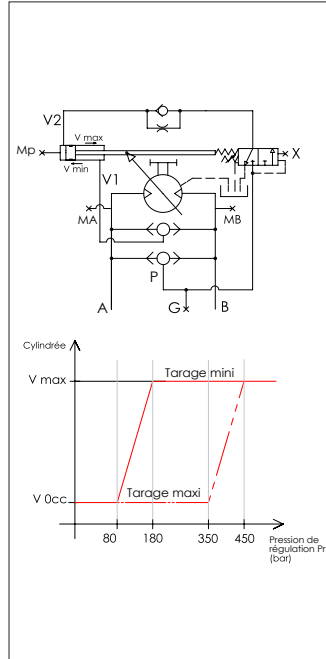 V2
Mp
V max
V min
V1
X
MA
MB
P
A
G
B
Cylindrée
V max
Tarage mini
V 0cc
Tarage maxi
80
180
350
450
Pression de
régulation Pr
(bar)